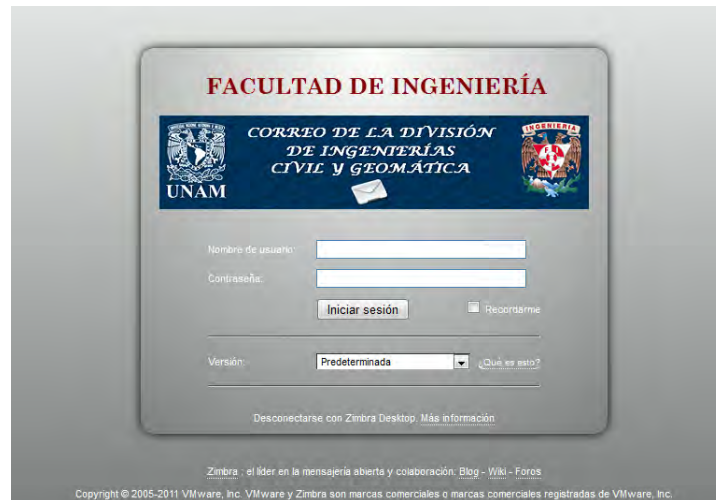 FACULTAD DE INGENIERÍA
CORREO DE LA DIVISIÓN
DE INGENIERÍAS
CIVIL Y GEOMÁTICA
UNAM
INGENIERIA
Nombre de usuario:
Contraseña:
Iniciar sesión
Recordarme
Versión:
Predeterminada
¿Qué es esto?
Desconectarse con Zimbra Desktop. Más información
Zimbra : el líder en la mensajería abierta y colaboración. Blog - Wiki - Foros
Copyright © 2005-2011 VMware, Inc. VMware y Zimbra son marcas comerciales o marcas comerciales registradas de VMware, Inc.